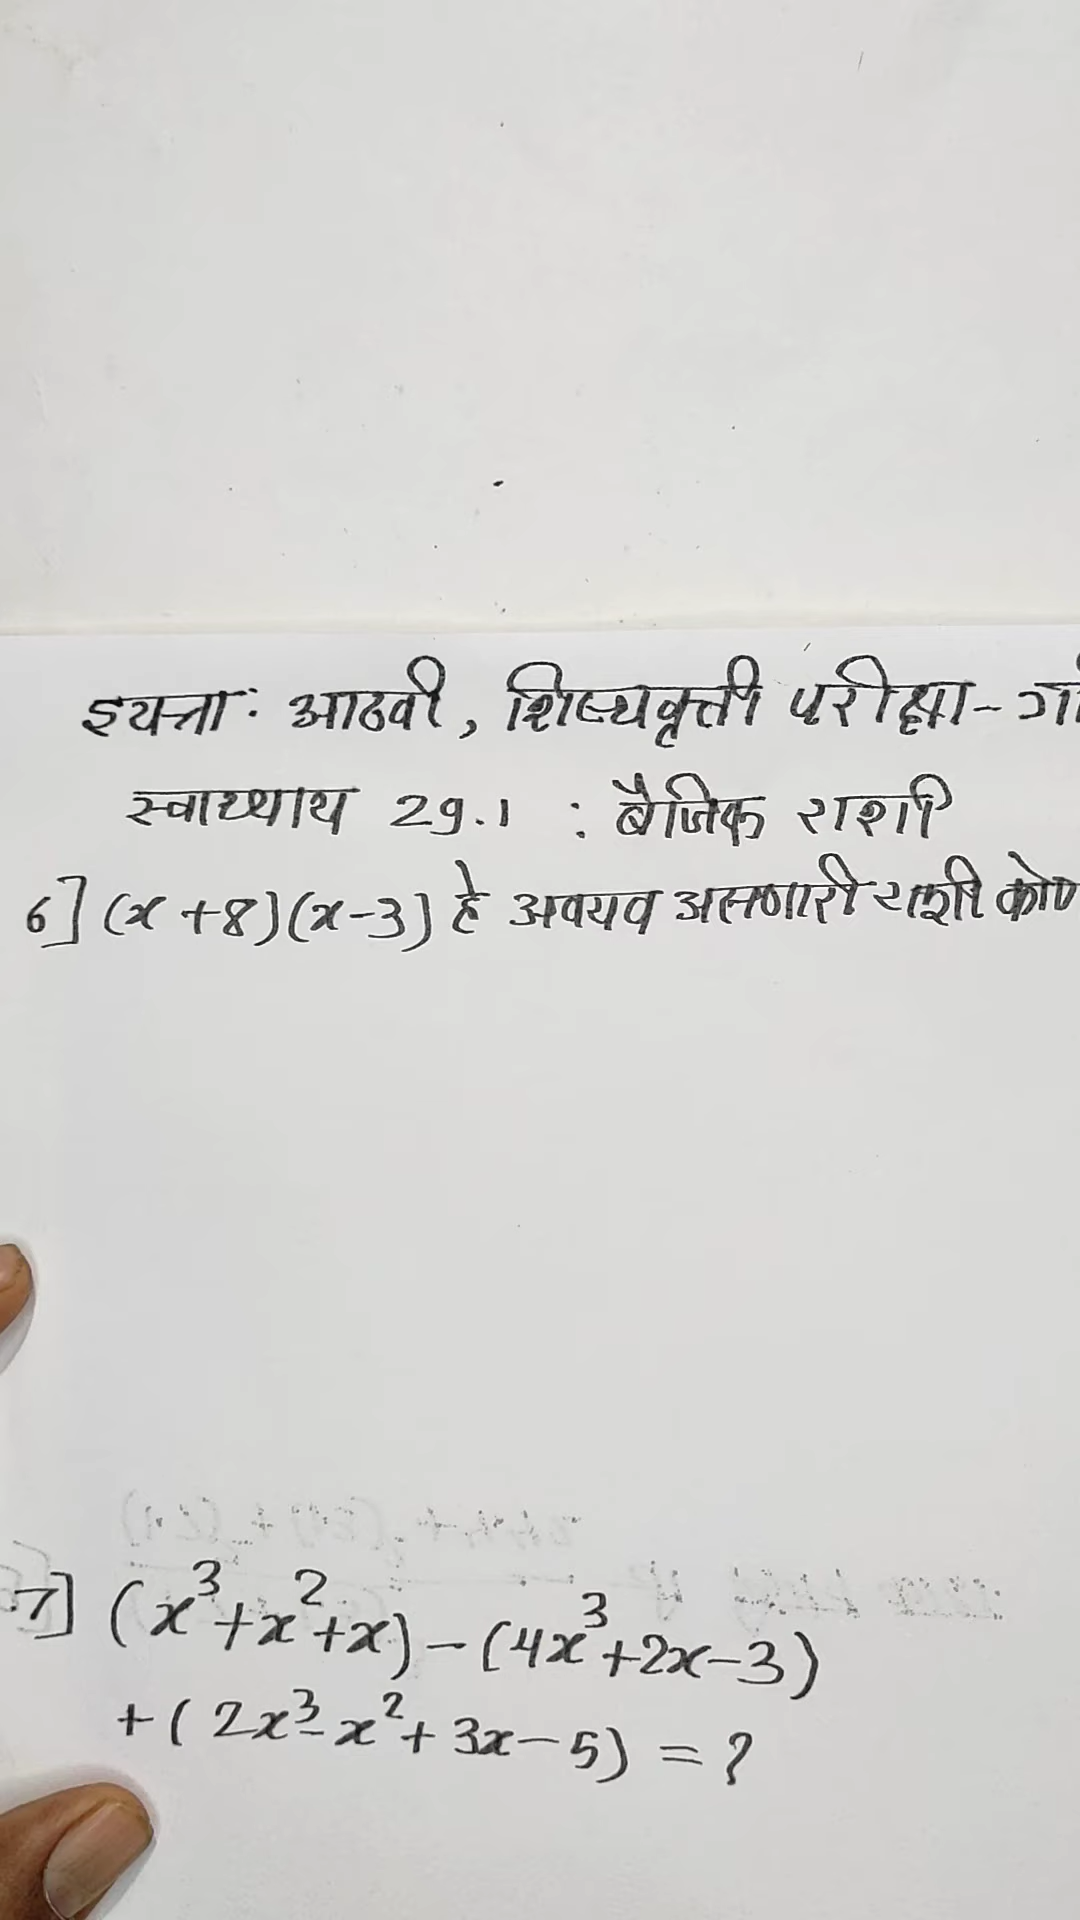 इयत्ता: आठवी, शिष्यवृत्ती परीक्षा-
स्वाध्याय 29.1 : बैजिक राशी
6] (x+8)(x-3) हे अवयव असणारी राशी
7] (x³+x²+x)-(4x³+2x-3)
+(2x³-x²+3x-5) = ?